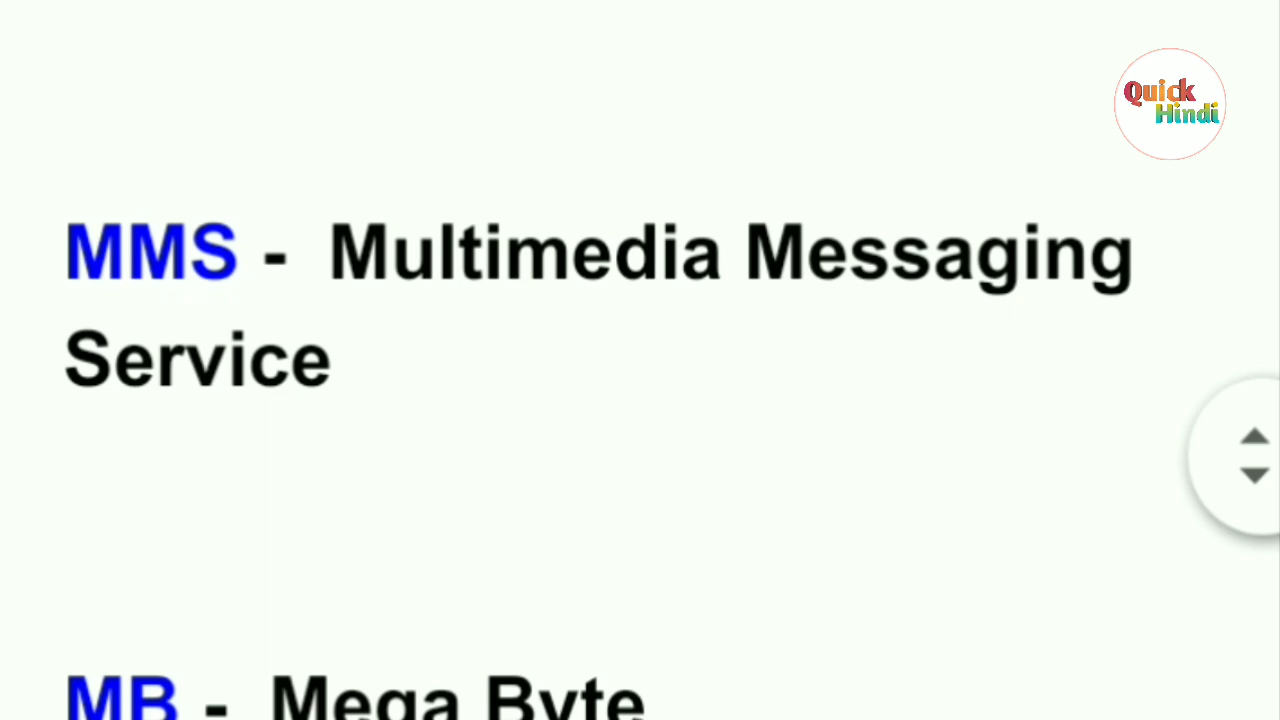 Quick
Hindi
MMS - Multimedia Messaging
Service
MB - Mega Byte